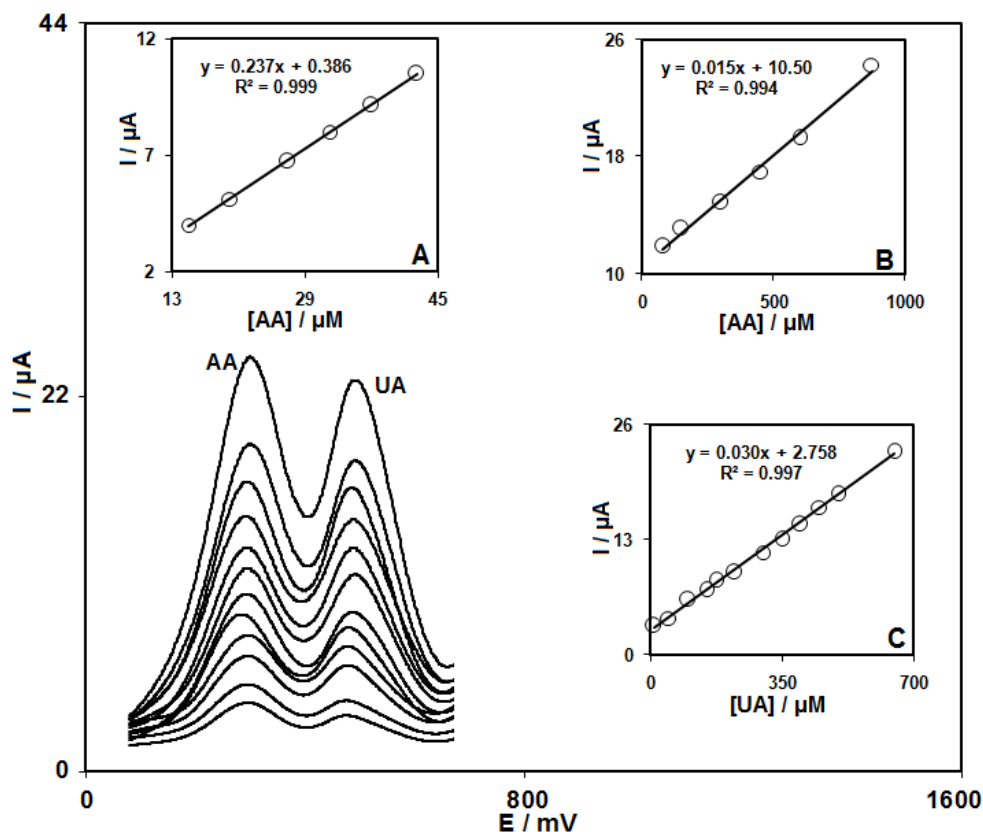 44
22
0
I / µA
0
800
1600
E / mV
AA
UA
12
7
2
I / µA
y = 0.237x + 0.386
R² = 0.999
A
13
29
45
[AA] / µM
26
18
10
I / µA
y = 0.015x + 10.50
R² = 0.994
B
0
500
1000
[AA] / µM
26
13
0
I / µA
y = 0.030x + 2.758
R² = 0.997
C
0
350
700
[UA] / µM